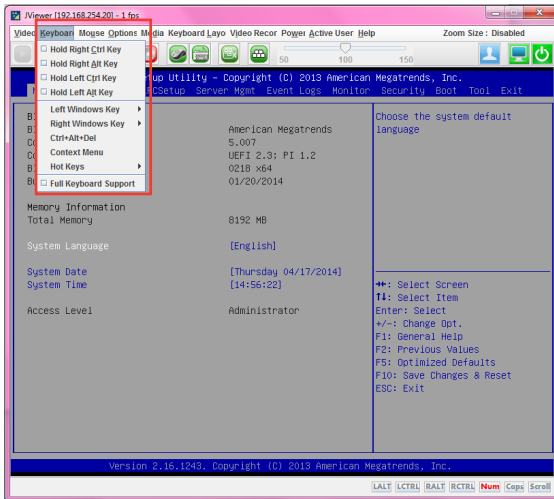 JViewer [192.168.254.20] - 1 fps
Video Keyboard Mouse Options Media Keyboard Layo Video Recor Power Active User Help Zoom Size : Disabled
50 100 150
Hold Right Ctrl Key
Hold Right Alt Key
Hold Left Ctrl Key
Hold Left Alt Key
Left Windows Key
Right Windows Key
Ctrl+Alt+Del
Context Menu
Hot Keys
Full Keyboard Support
up Utility – Copyright (C) 2013 American Megatrends, Inc.
CSetup Server Mgmt Event Logs Monitor Security Boot Tool Exit
American Megatrends
5.007
UEFI 2.3; PI 1.2
0218 x64
01/20/2014
Memory Information
Total Memory 8192 MB
System Language [English]
System Date [Thursday 04/17/2014]
System Time [14:56:22]
Access Level Administrator
Choose the system default
language
→←: Select Screen
↑↓: Select Item
Enter: Select
+/-: Change Opt.
F1: General Help
F2: Previous Values
F5: Optimized Defaults
F10: Save Changes & Reset
ESC: Exit
Version 2.16.1243. Copyright (C) 2013 American Megatrends, Inc.
LALT LCTRL RALT RCTRL Num Caps Scroll